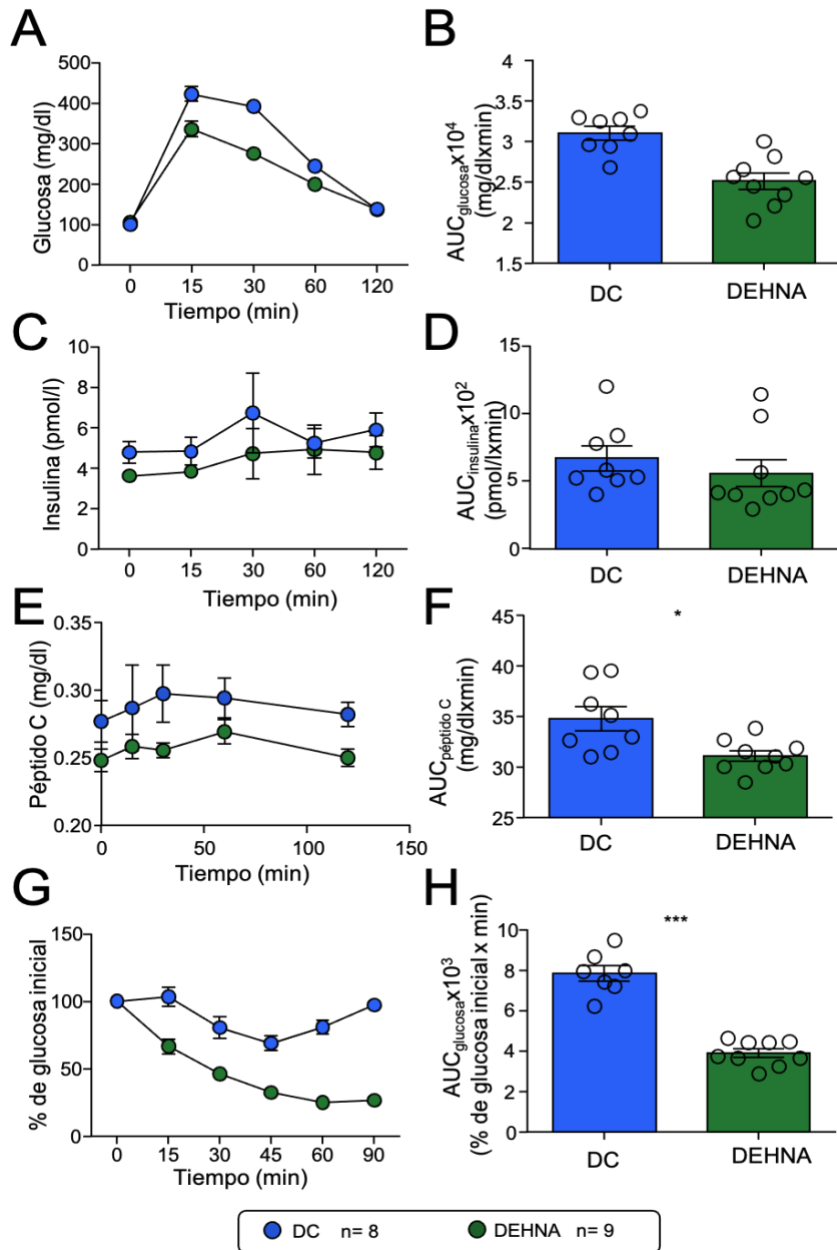 A
Glucosa (mg/dl)
500
400
300
200
100
0
0 15 30 60 120
Tiempo (min)
B
AUCglucosax10⁴
(mg/dlxmin)
4
3.5
3
2.5
2
1.5
DC DEHNA
C
Insulina (pmol/l)
10
8
6
4
2
0
0 15 30 60 120
Tiempo (min)
D
AUCinsulinax10²
(pmol/lxmin)
15
10
5
0
DC DEHNA
E
Péptido C (mg/dl)
0.35
0.30
0.25
0.20
0 50 100 150
Tiempo (min)
F
*
AUCpéptido C
(mg/dlxmin)
45
40
35
30
25
DC DEHNA
G
% de glucosa inicial
150
100
50
0
0 15 30 45 60 90
Tiempo (min)
H
***
AUCglucosax10³
(% de glucosa inicial x min)
10
8
6
4
2
0
DC DEHNA
DC n= 8 DEHNA n= 9